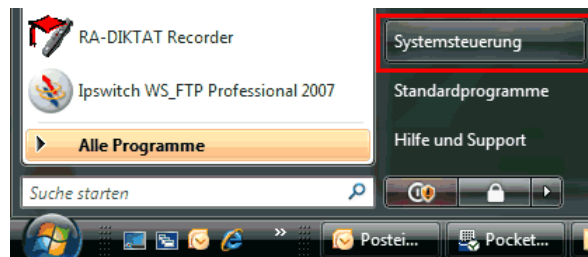 RA-DIKTAT Recorder
Ipswitch WS_FTP Professional 2007
Alle Programme
Suche starten
Systemsteuerung
Standardprogramme
Hilfe und Support
»
Postei...
Pocket...